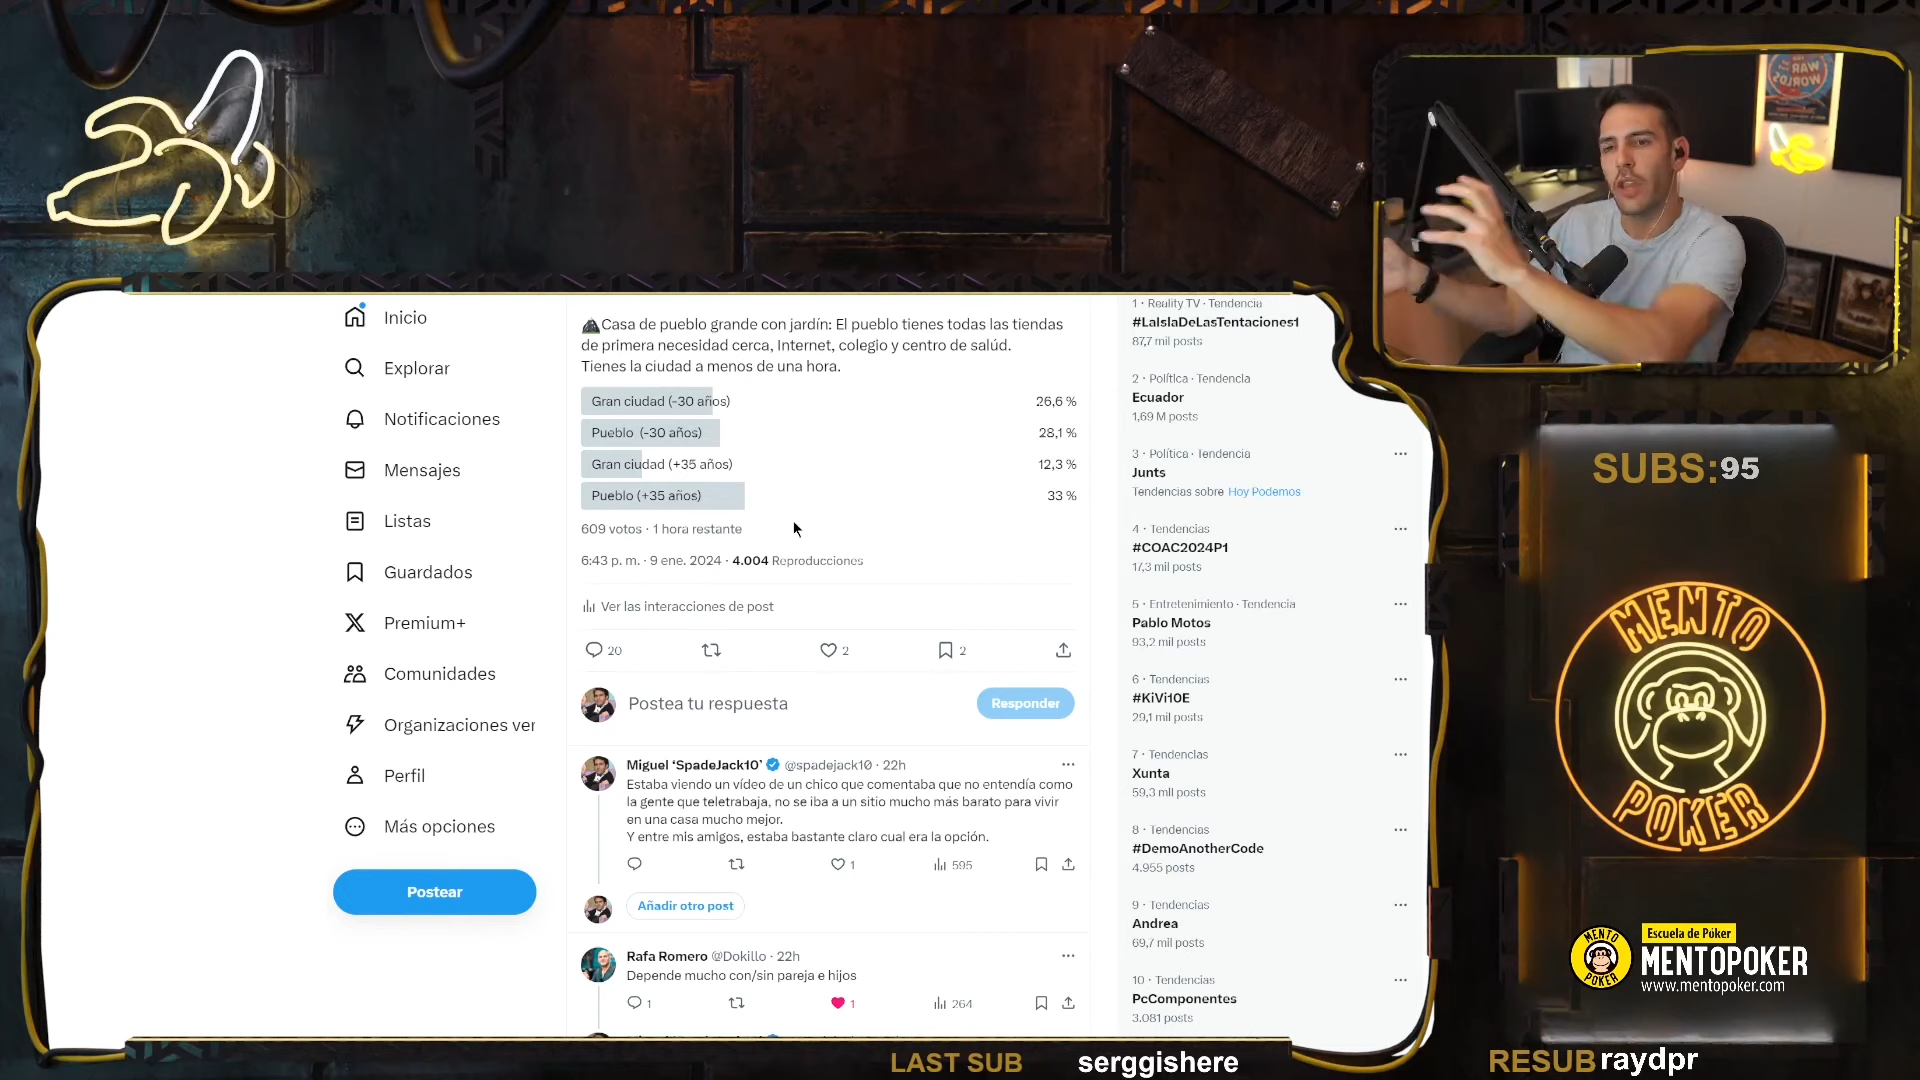 Inicio
Explorar
Notificaciones
Mensajes
Listas
Guardados
Premium+
Comunidades
Organizaciones ver
Perfil
Más opciones
Postear
Casa de pueblo grande con jardín: El pueblo tienes todas las tiendas
de primera necesidad cerca, Internet, colegio y centro de salúd.
Tienes la ciudad a menos de una hora.
Gran ciudad (-30 años) 26,6 %
Pueblo (-30 años) 28,1 %
Gran ciudad (+35 años) 12,3 %
Pueblo (+35 años) 33 %
609 votos · 1 hora restante
6:43 p. m. · 9 ene. 2024 · 4.004 Reproducciones
Ver las interacciones de post
20 2 2
Postea tu respuesta
Responder
Miguel ‘SpadeJack10’ @spadejack10 · 22h
Estaba viendo un vídeo de un chico que comentaba que no entendía como
la gente que teletrabaja, no se iba a un sitio mucho más barato para vivir
en una casa mucho mejor.
Y entre mis amigos, estaba bastante claro cual era la opción.
1 595
Añadir otro post
Rafa Romero @Dokillo · 22h
Depende mucho con/sin pareja e hijos
1 1 264
1 · Reality TV · Tendencia
#LaIslaDeLasTentaciones1
87,7 mil posts
2 · Política · Tendencia
Ecuador
1,69 M posts
3 · Política · Tendencia
Junts
Tendencias sobre Hoy Podemos
4 · Tendencias
#COAC2024P1
17,3 mil posts
5 · Entretenimiento · Tendencia
Pablo Motos
93,2 mil posts
6 · Tendencias
#KiVi10E
29,1 mil posts
7 · Tendencias
Xunta
59,3 mil posts
8 · Tendencias
#DemoAnotherCode
4.955 posts
9 · Tendencias
Andrea
69,7 mil posts
10 · Tendencias
PcComponentes
3.081 posts
WAR
WORLDS
SUBS:95
MENTO
POKER
MENTO
POKER
Escuela de Póker
MENTOPOKER
www.mentopoker.com
LAST SUB serggishere
RESUB raydpr